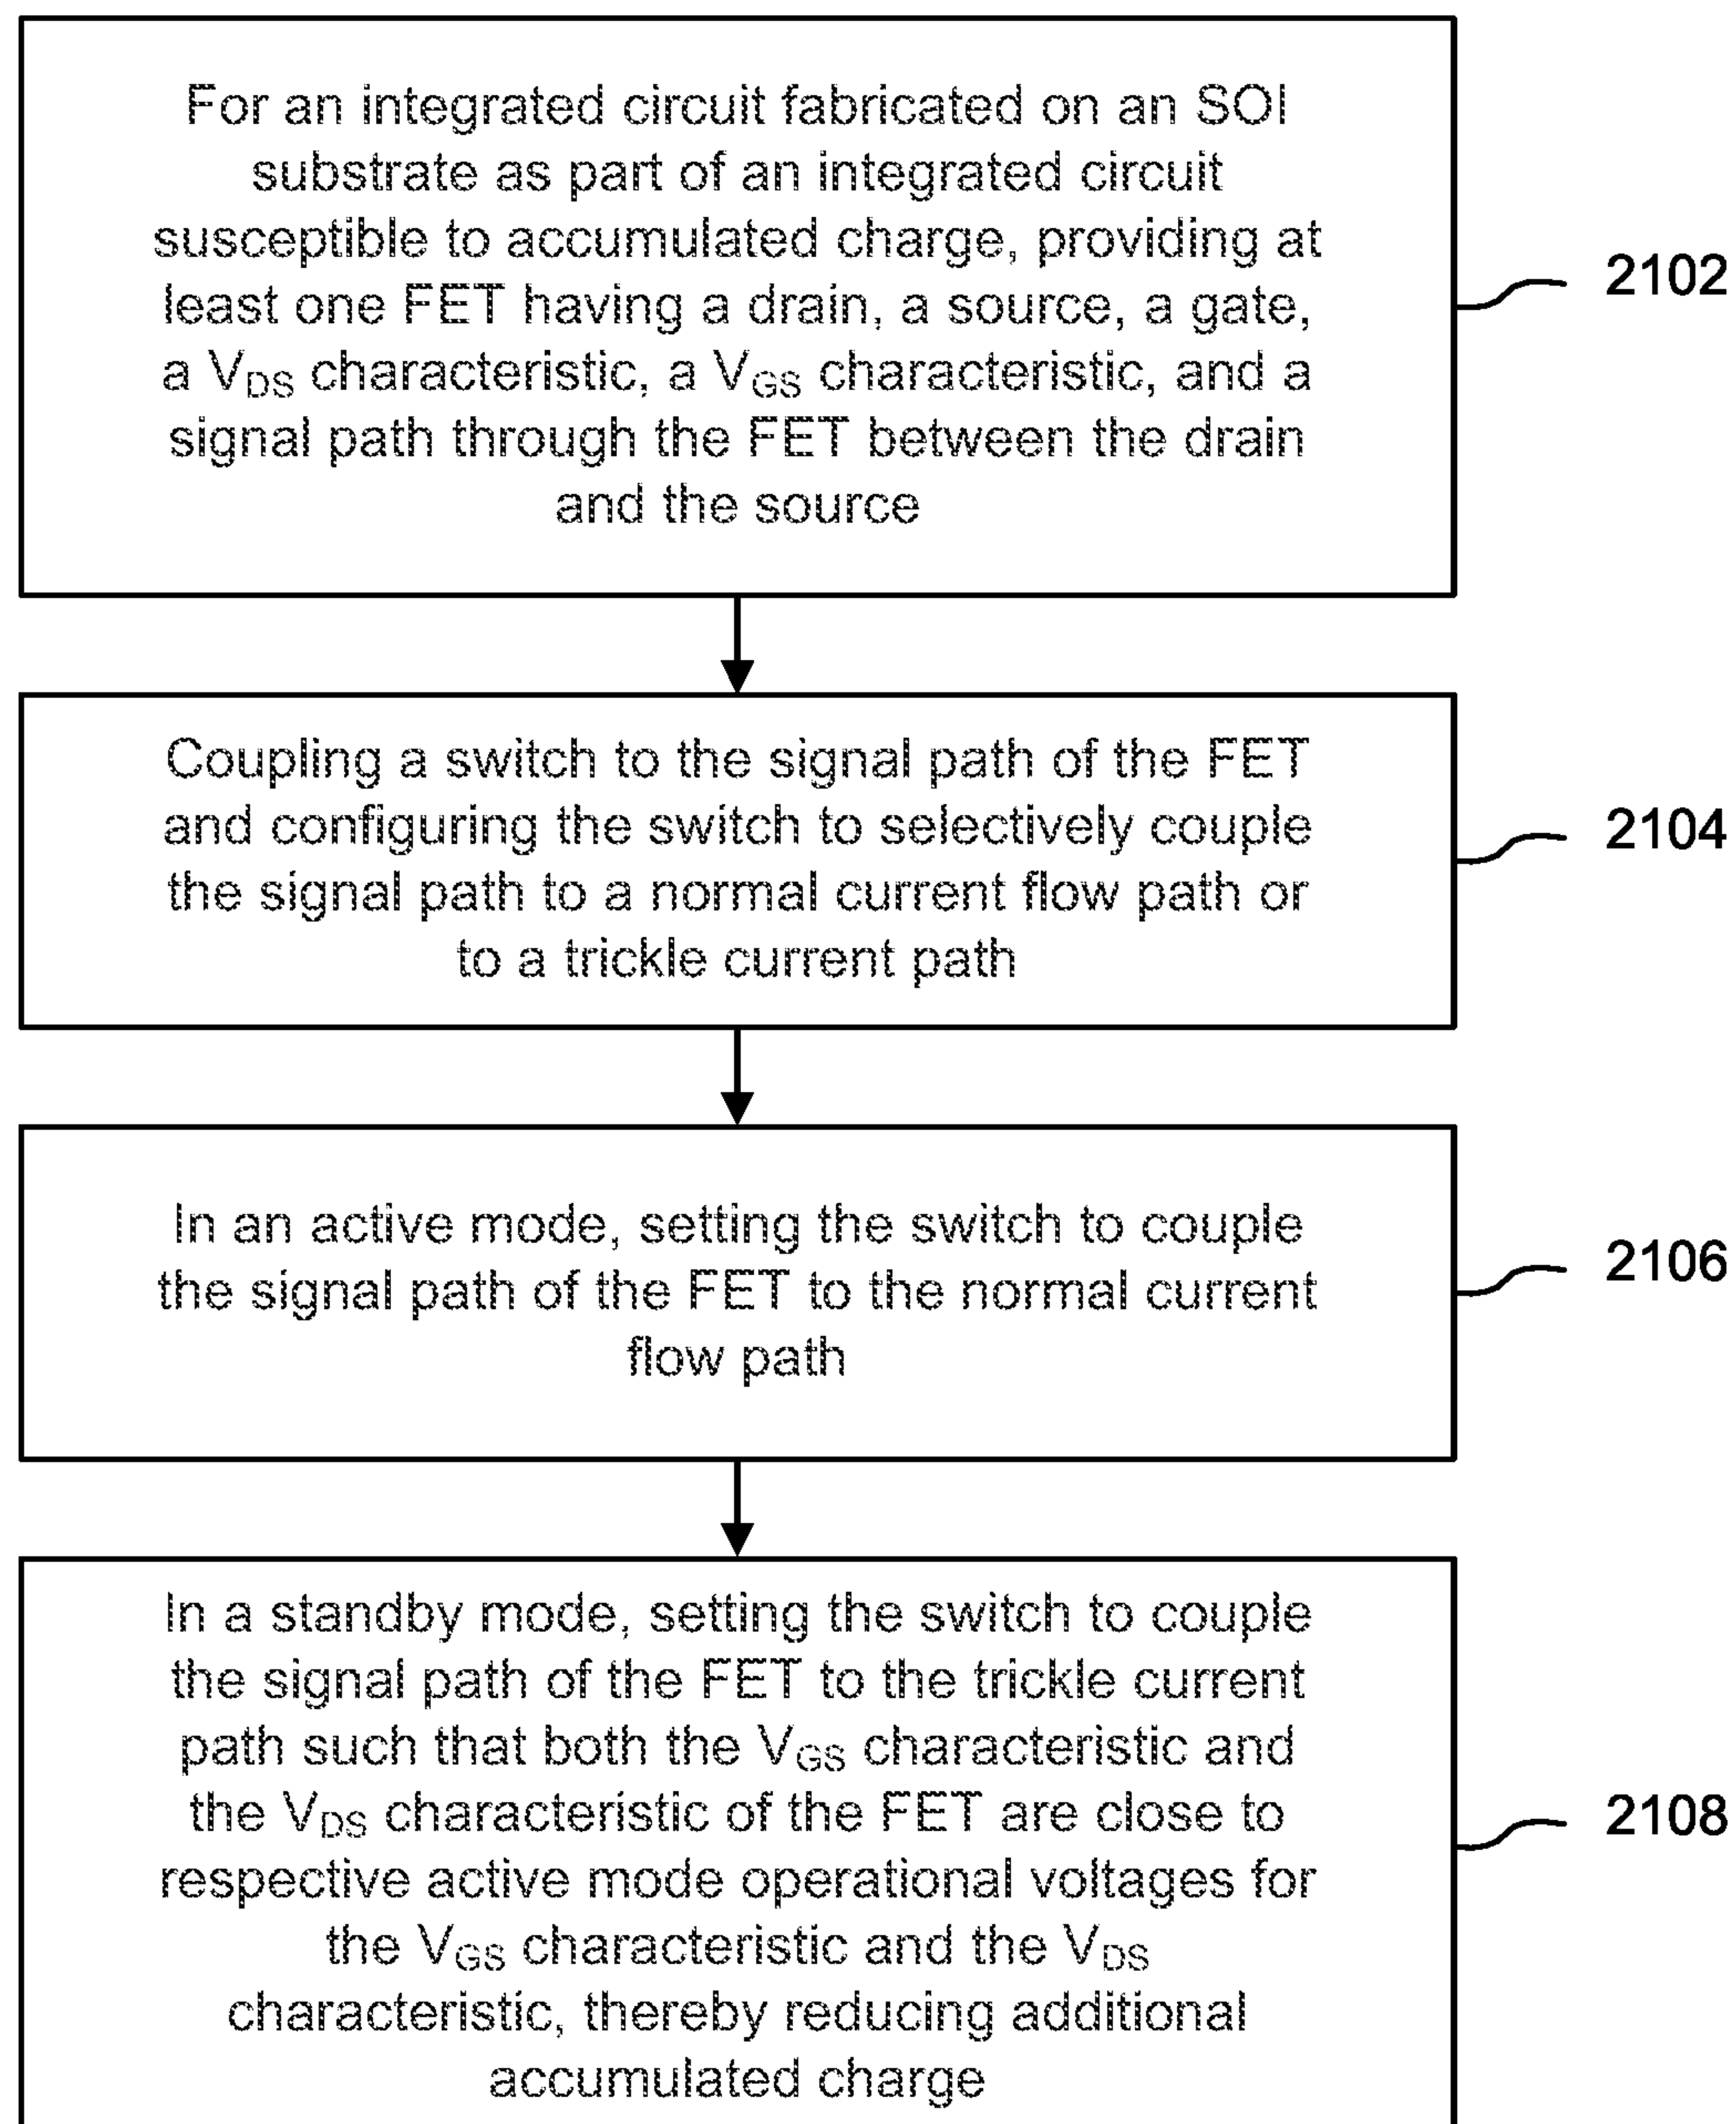 For an integrated circuit fabricated on an SOI
substrate as part of an integrated circuit
susceptible to accumulated charge, providing at
least one FET having a drain, a source, a gate,
a VDS characteristic, a VGS characteristic, and a
signal path through the FET between the drain
and the source
2102
Coupling a switch to the signal path of the FET
and configuring the switch to selectively couple
the signal path to a normal current flow path or
to a trickle current path
2104
In an active mode, setting the switch to couple
the signal path of the FET to the normal current
flow path
2106
In a standby mode, setting the switch to couple
the signal path of the FET to the trickle current
path such that both the VGS characteristic and
the VDS characteristic of the FET are close to
respective active mode operational voltages for
the VGS characteristic and the VDS
characteristic, thereby reducing additional
accumulated charge
2108